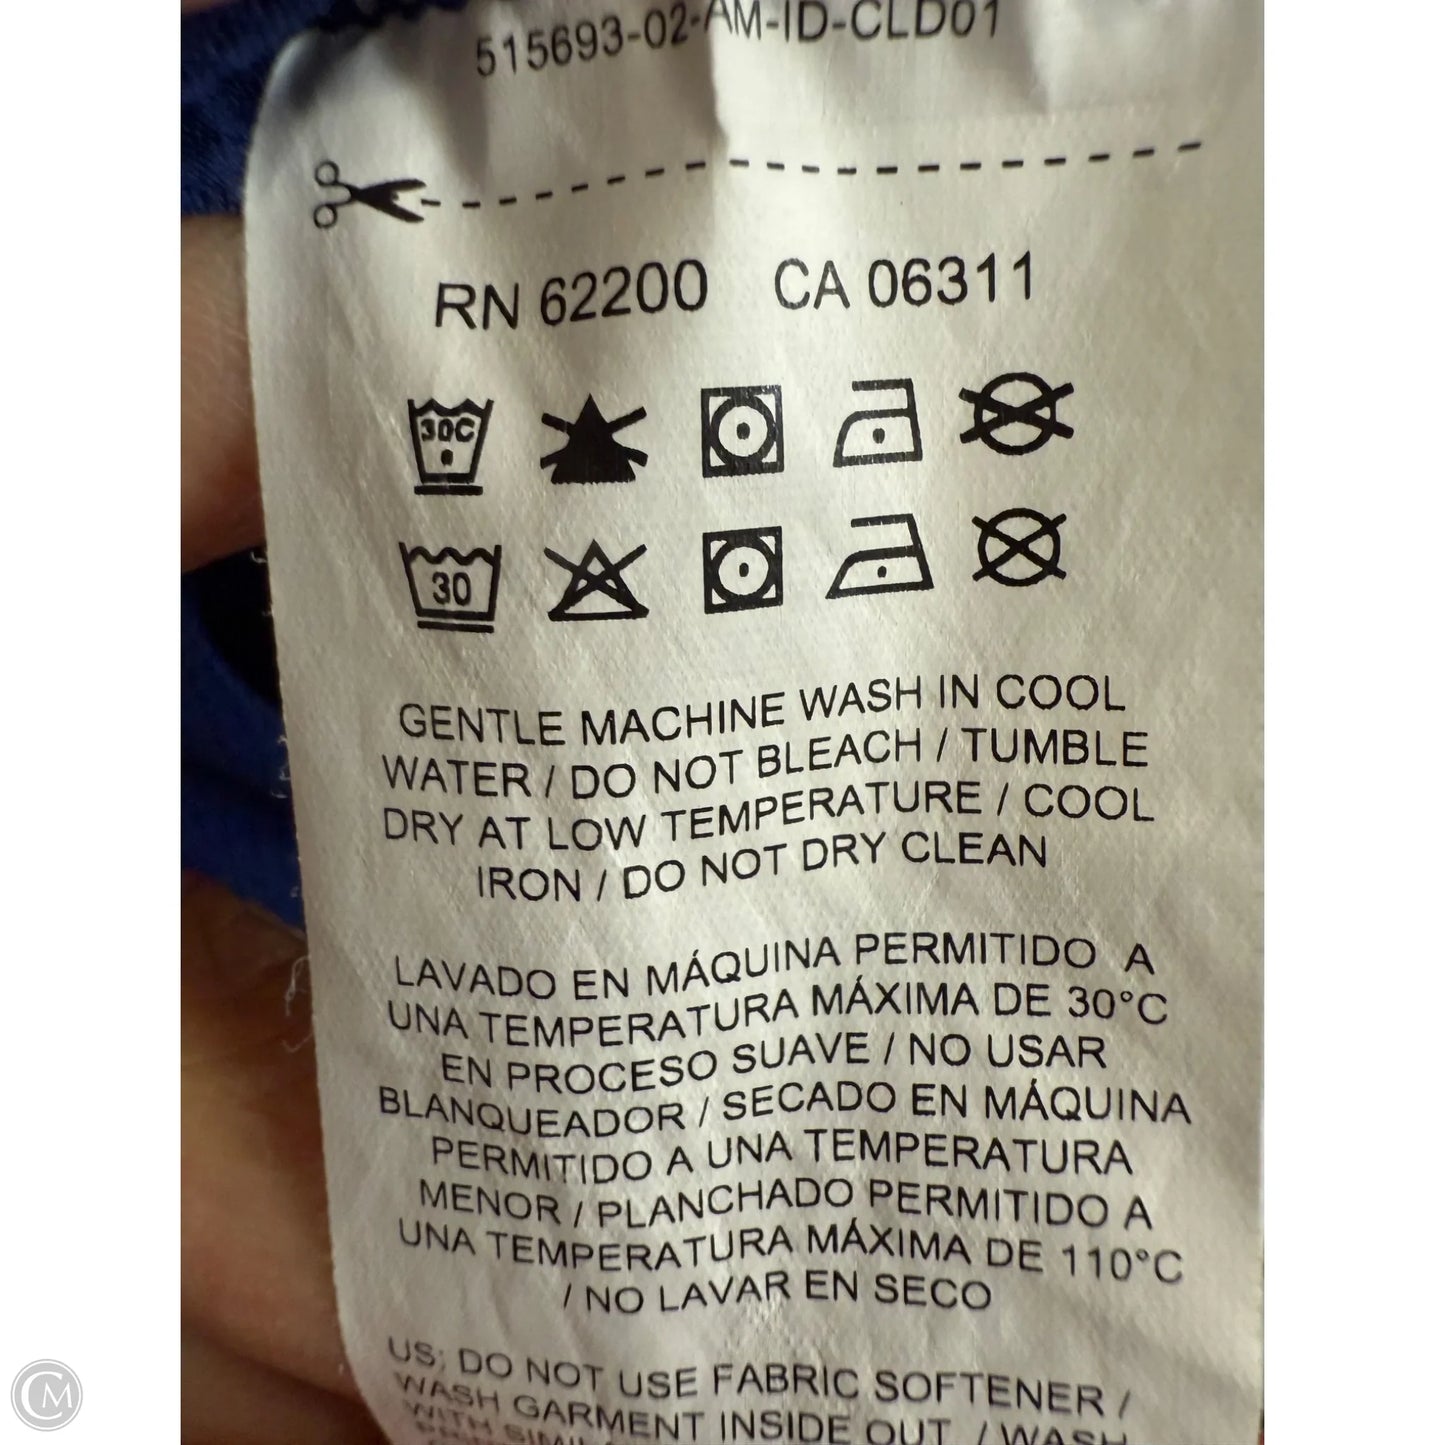 515693-02-AM-ID-CLD01
RN 62200 CA 06311
30C
30
GENTLE MACHINE WASH IN COOL
WATER / DO NOT BLEACH / TUMBLE
DRY AT LOW TEMPERATURE / COOL
IRON / DO NOT DRY CLEAN
LAVADO EN MÁQUINA PERMITIDO A
UNA TEMPERATURA MÁXIMA DE 30°C
EN PROCESO SUAVE / NO USAR
BLANQUEADOR / SECADO EN MÁQUINA
PERMITIDO A UNA TEMPERATURA
MENOR / PLANCHADO PERMITIDO A
UNA TEMPERATURA MÁXIMA DE 110°C
/ NO LAVAR EN SECO
US: DO NOT USE FABRIC SOFTENER /
WASH GARMENT INSIDE OUT / WASH
WITH
CM